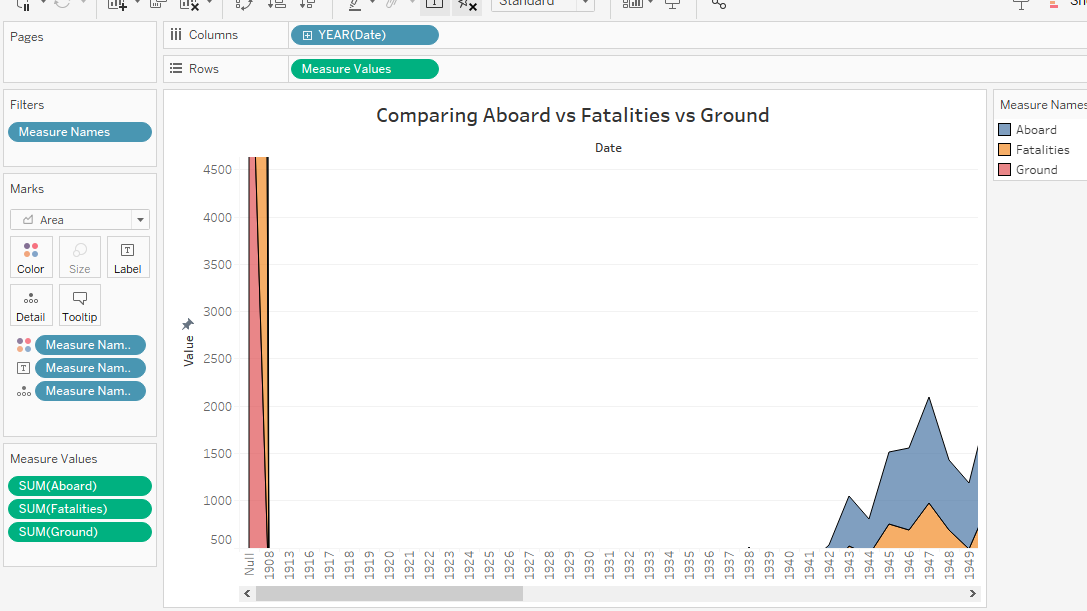 Standard
Sh
Pages
Columns
YEAR(Date)
Rows
Measure Values
Filters
Measure Names
Marks
Area
Color
Size
Label
Detail
Tooltip
Measure Nam..
Measure Nam..
Measure Nam..
Measure Values
SUM(Aboard)
SUM(Fatalities)
SUM(Ground)
Comparing Aboard vs Fatalities vs Ground
Date
Value
4500
4000
3500
3000
2500
2000
1500
1000
500
Null
1908
1913
1916
1917
1918
1919
1920
1921
1922
1923
1924
1925
1926
1927
1928
1929
1930
1931
1932
1933
1934
1935
1936
1937
1938
1939
1940
1941
1942
1943
1944
1945
1946
1947
1948
1949
Measure Names
Aboard
Fatalities
Ground